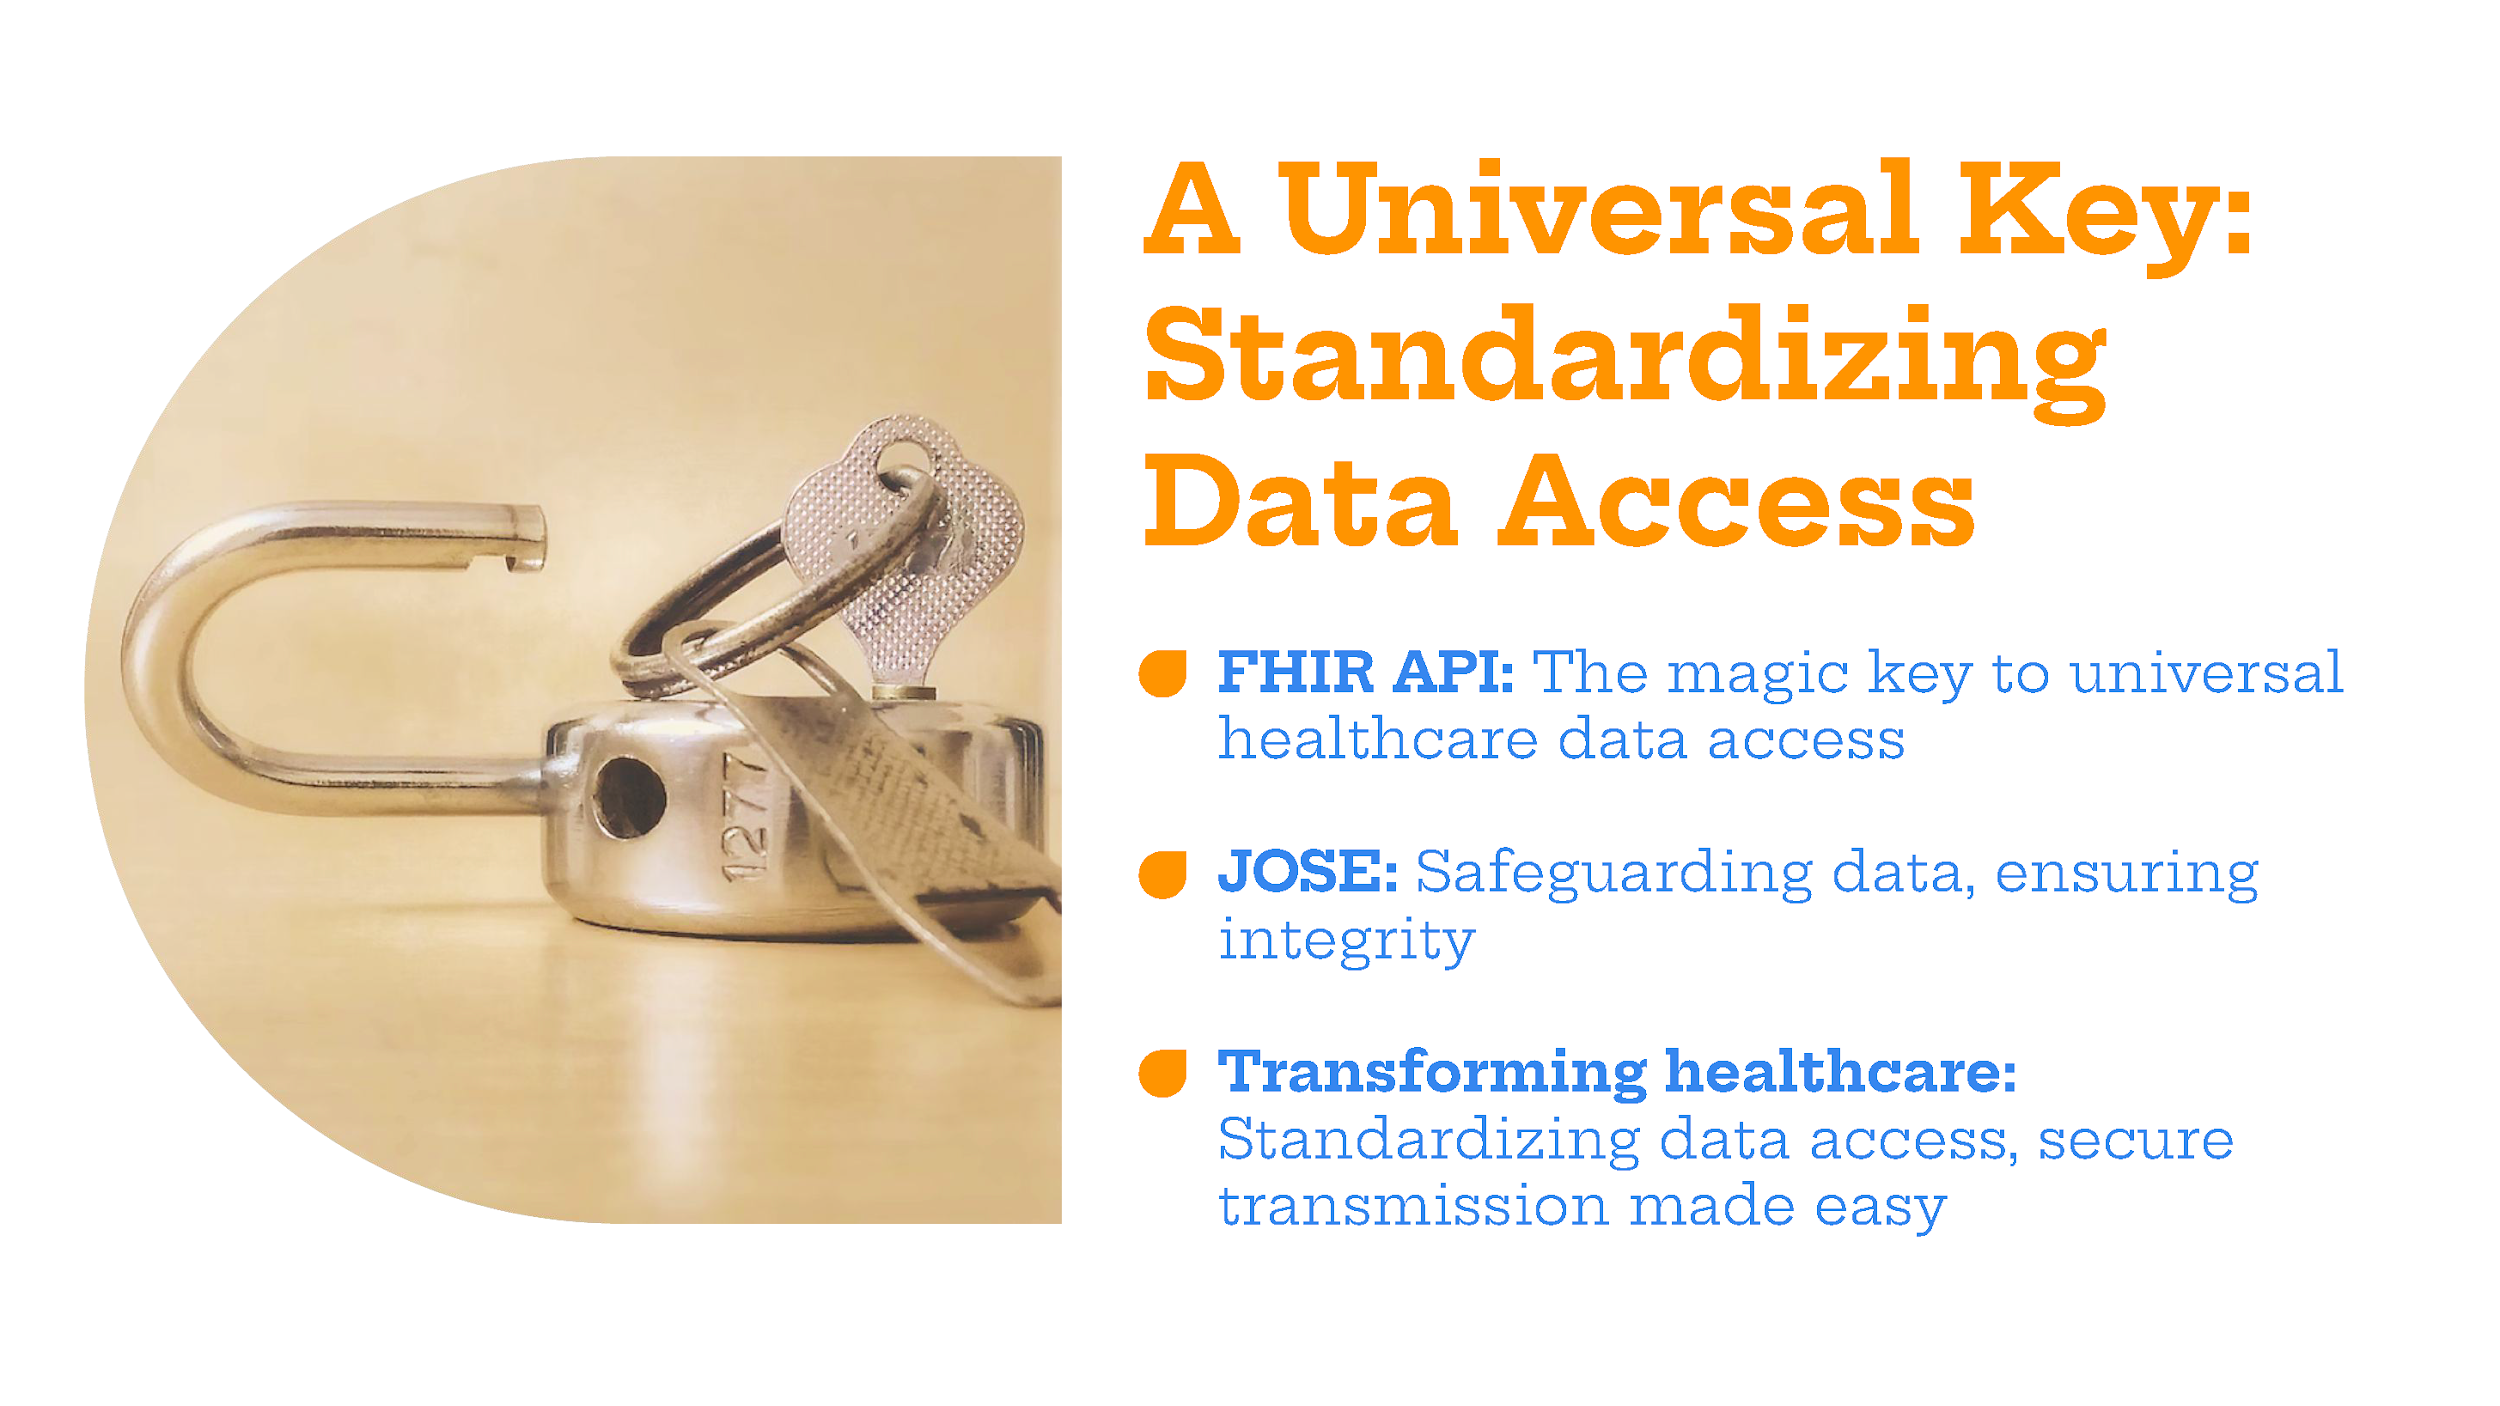 A Universal Key:
Standardizing
Data Access
FHIR API: The magic key to universal
healthcare data access
JOSE: Safeguarding data, ensuring
integrity
Transforming healthcare:
Standardizing data access, secure
transmission made easy
1277